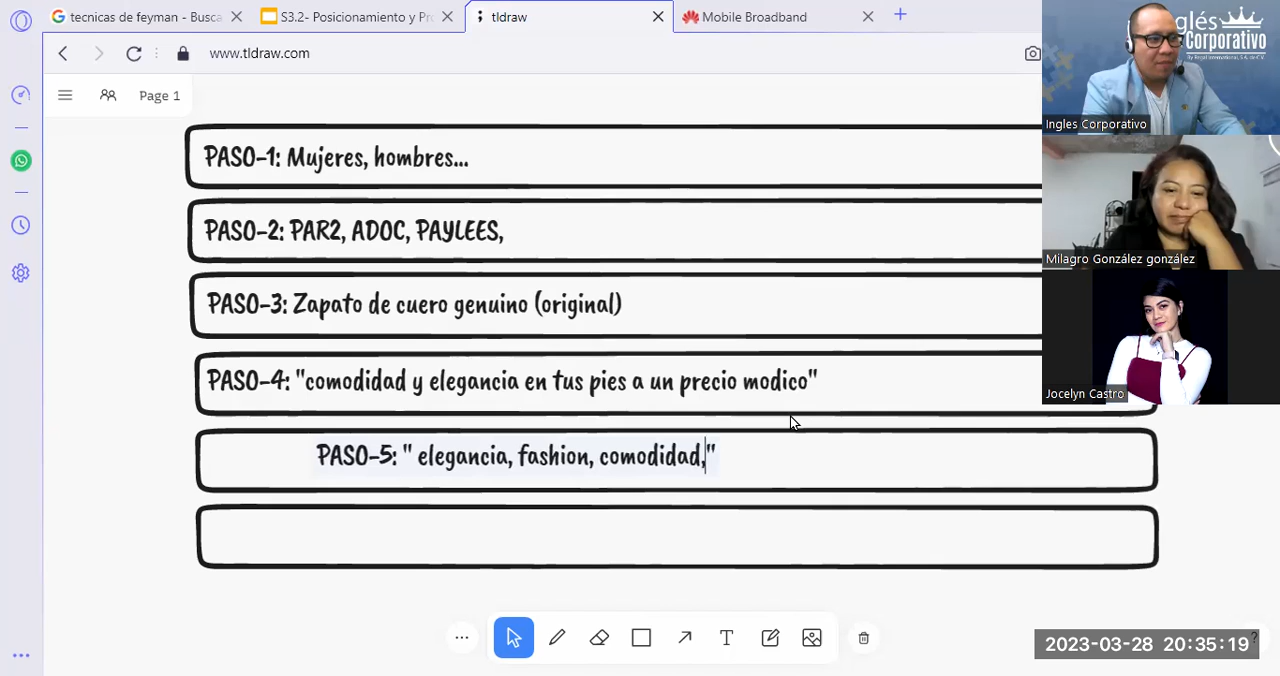 tecnicas de feyman - Busca
S3.2- Posicionamiento y Pr
tldraw
Mobile Broadband
www.tldraw.com
Page 1
PASO-1: Mujeres, hombres...
PASO-2: PAR2, ADOC, PAYLEES,
PASO-3: Zapato de cuero genuino (original)
PASO-4: "comodidad y elegancia en tus pies a un precio modico"
PASO-5: " elegancia, fashion, comodidad,"
glés
Corporativo
Ingles Corporativo
Milagro González gonzález
Jocelyn Castro
2023-03-28 20:35:19
?